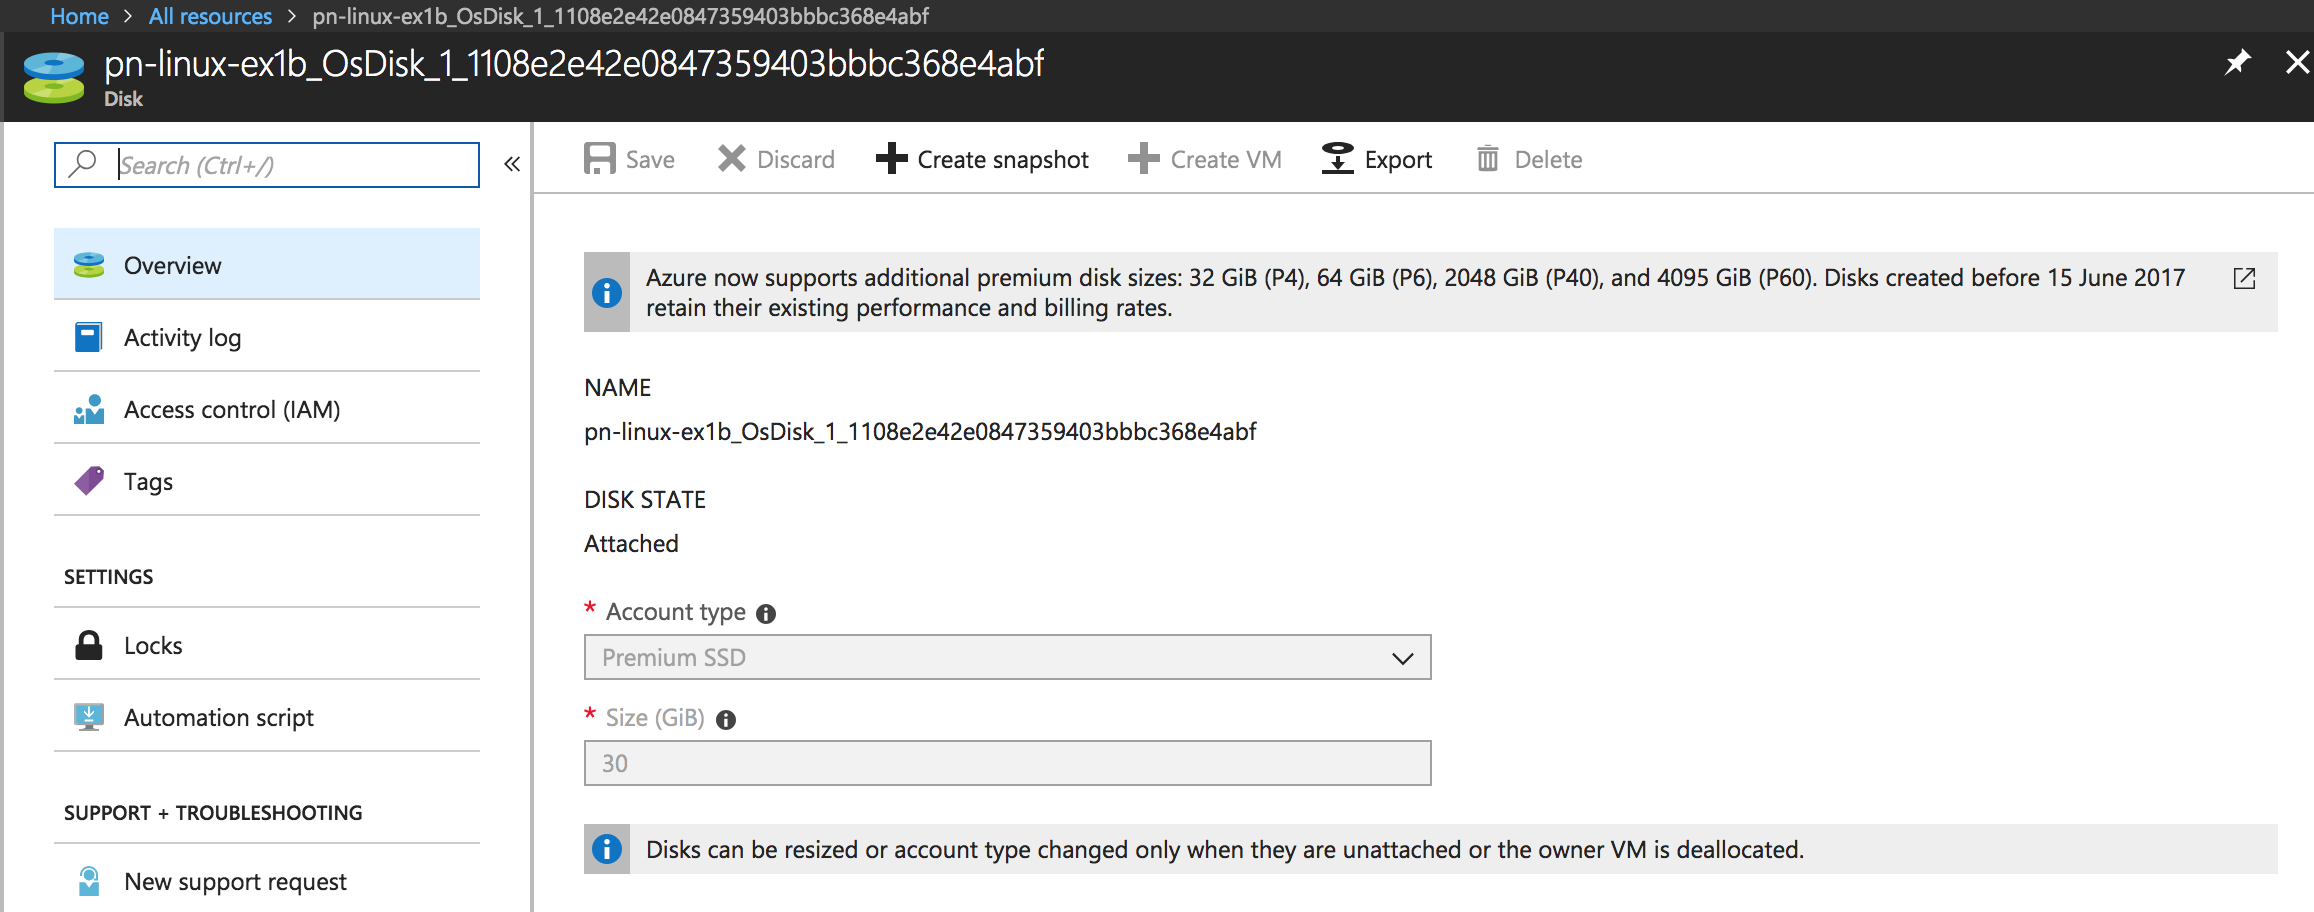 Home > All resources > pn-linux-ex1b_OsDisk_1_1108e2e42e0847359403bbbc368e4abf
pn-linux-ex1b_OsDisk_1_1108e2e42e0847359403bbbc368e4abf
Disk
Search (Ctrl+/)
«
Save
Discard
Create snapshot
Create VM
Export
Delete
Overview
Activity log
Access control (IAM)
Tags
SETTINGS
Locks
Automation script
SUPPORT + TROUBLESHOOTING
New support request
Azure now supports additional premium disk sizes: 32 GiB (P4), 64 GiB (P6), 2048 GiB (P40), and 4095 GiB (P60). Disks created before 15 June 2017
retain their existing performance and billing rates.
NAME
pn-linux-ex1b_OsDisk_1_1108e2e42e0847359403bbbc368e4abf
DISK STATE
Attached
* Account type
Premium SSD
* Size (GiB)
30
Disks can be resized or account type changed only when they are unattached or the owner VM is deallocated.